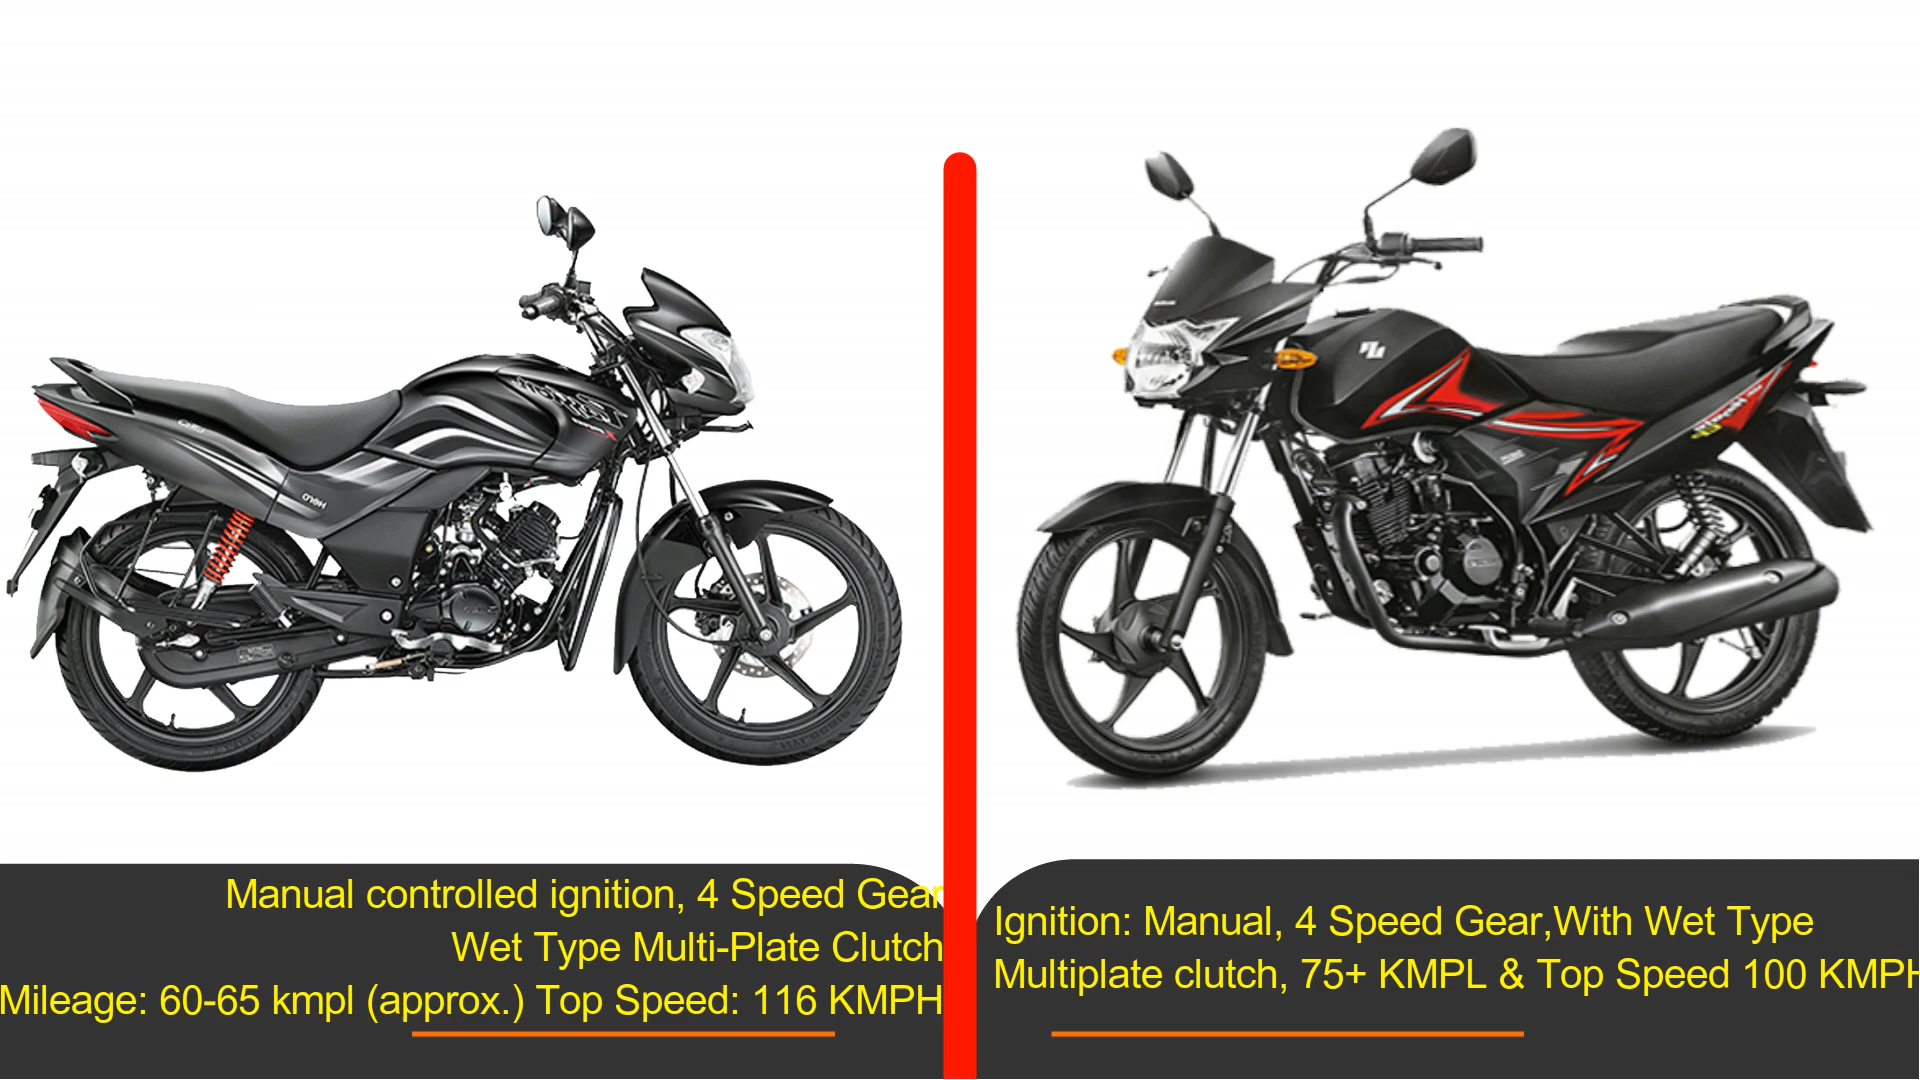 Manual controlled ignition, 4 Speed Gear
Wet Type Multi-Plate Clutch
Mileage: 60-65 kmpl (approx.) Top Speed: 116 KMPH
Ignition: Manual, 4 Speed Gear,With Wet Type
Multiplate clutch, 75+ KMPL & Top Speed 100 KMPH